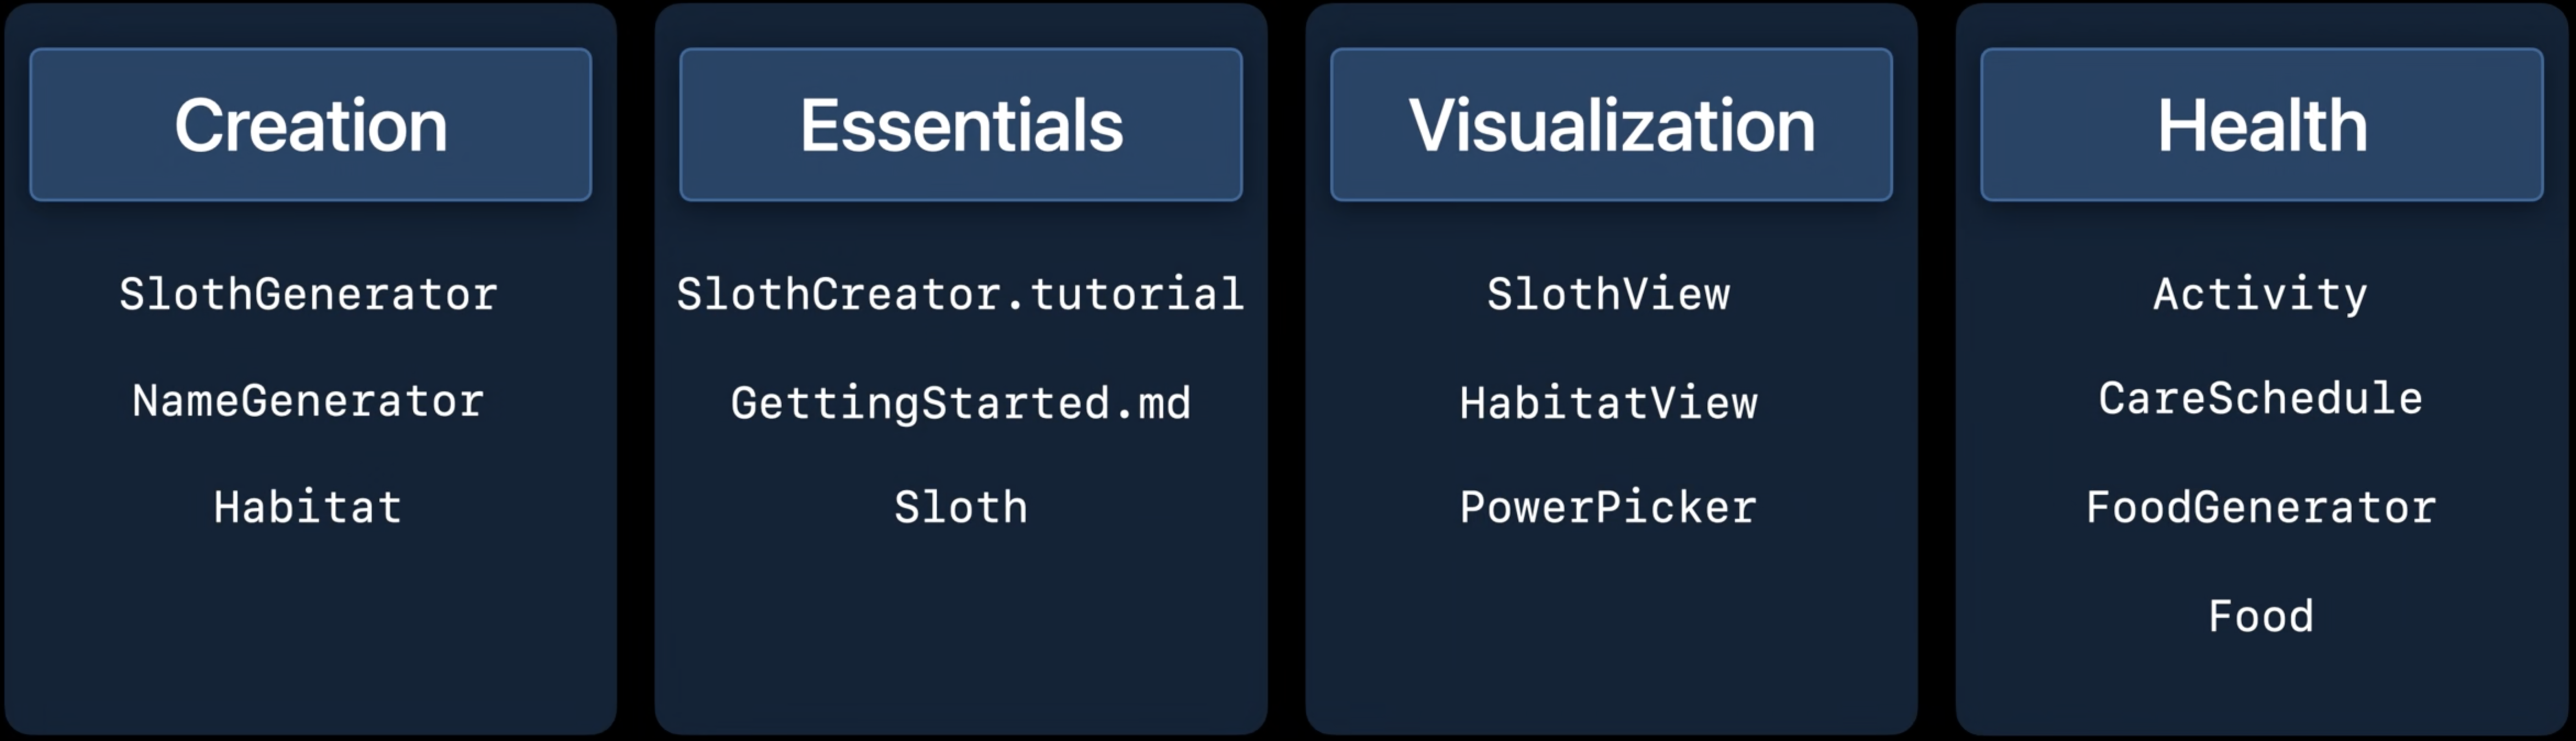 Creation
SlothGenerator
NameGenerator
Habitat
Essentials
SlothCreator.tutorial
GettingStarted.md
Sloth
Visualization
SlothView
HabitatView
PowerPicker
Health
Activity
CareSchedule
FoodGenerator
Food